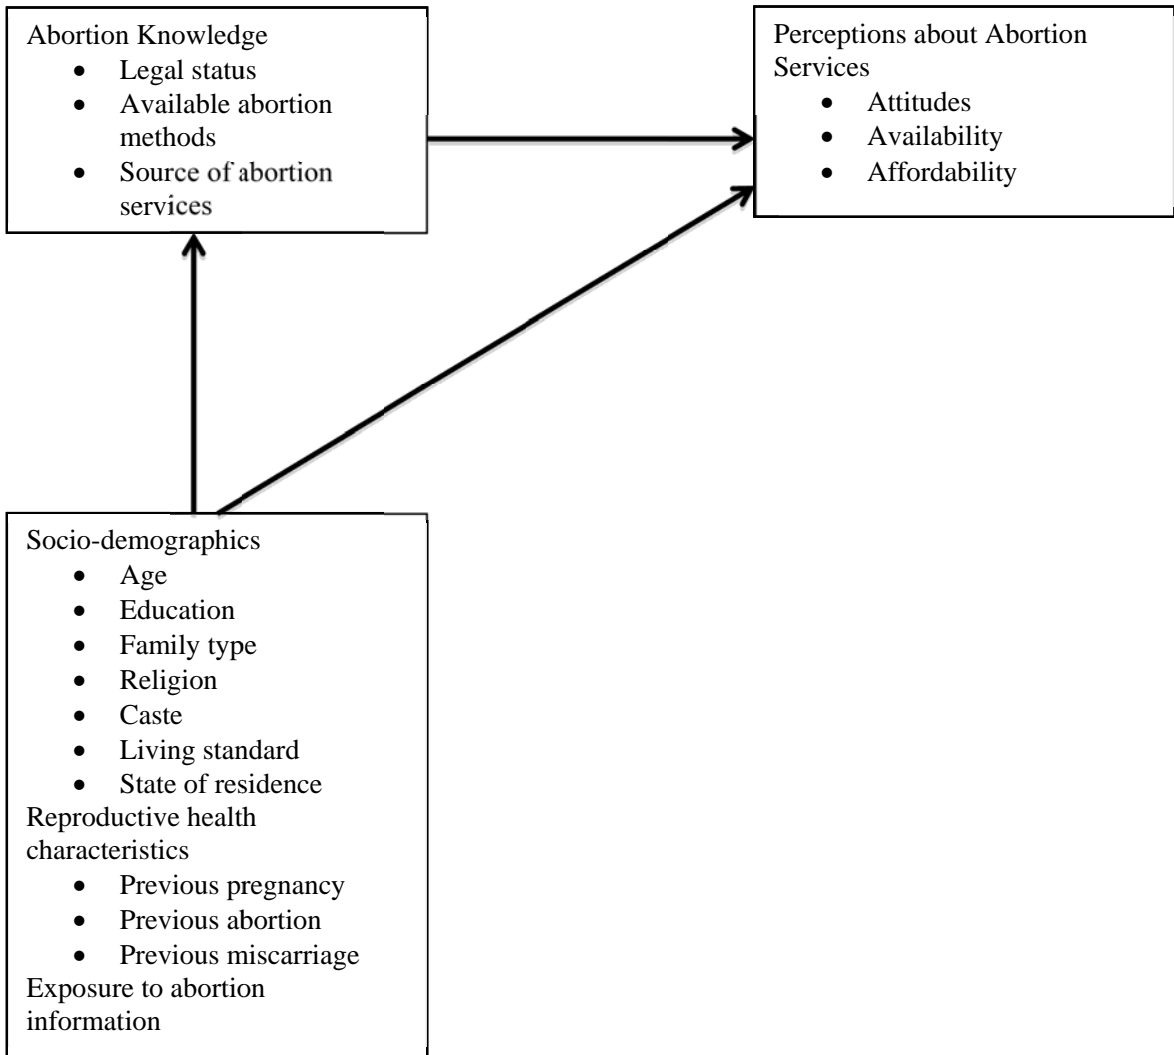 Abortion Knowledge
• Legal status
• Available abortion
methods
• Source of abortion
services
Perceptions about Abortion
Services
• Attitudes
• Availability
• Affordability
Socio-demographics
• Age
• Education
• Family type
• Religion
• Caste
• Living standard
• State of residence
Reproductive health
characteristics
• Previous pregnancy
• Previous abortion
• Previous miscarriage
Exposure to abortion
information